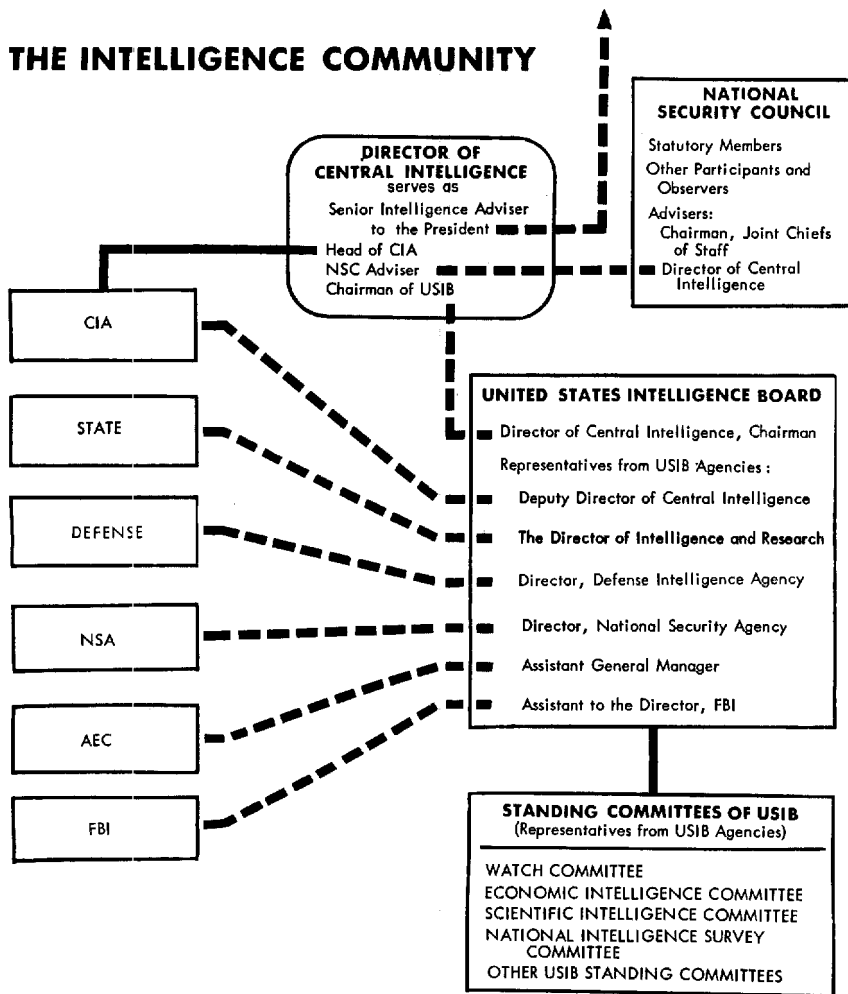 THE INTELLIGENCE COMMUNITY
DIRECTOR OF
CENTRAL INTELLIGENCE
serves as
Senior Intelligence Adviser
to the President
Head of CIA
NSC Adviser
Chairman of USIB
NATIONAL
SECURITY COUNCIL
Statutory Members
Other Participants and
Observers
Advisers:
Chairman, Joint Chiefs
of Staff
Director of Central
Intelligence
CIA
STATE
DEFENSE
NSA
AEC
FBI
UNITED STATES INTELLIGENCE BOARD
Director of Central Intelligence, Chairman
Representatives from USIB Agencies:
Deputy Director of Central Intelligence
The Director of Intelligence and Research
Director, Defense Intelligence Agency
Director, National Security Agency
Assistant General Manager
Assistant to the Director, FBI
STANDING COMMITTEES OF USIB
(Representatives from USIB Agencies)
WATCH COMMITTEE
ECONOMIC INTELLIGENCE COMMITTEE
SCIENTIFIC INTELLIGENCE COMMITTEE
NATIONAL INTELLIGENCE SURVEY
COMMITTEE
OTHER USIB STANDING COMMITTEES